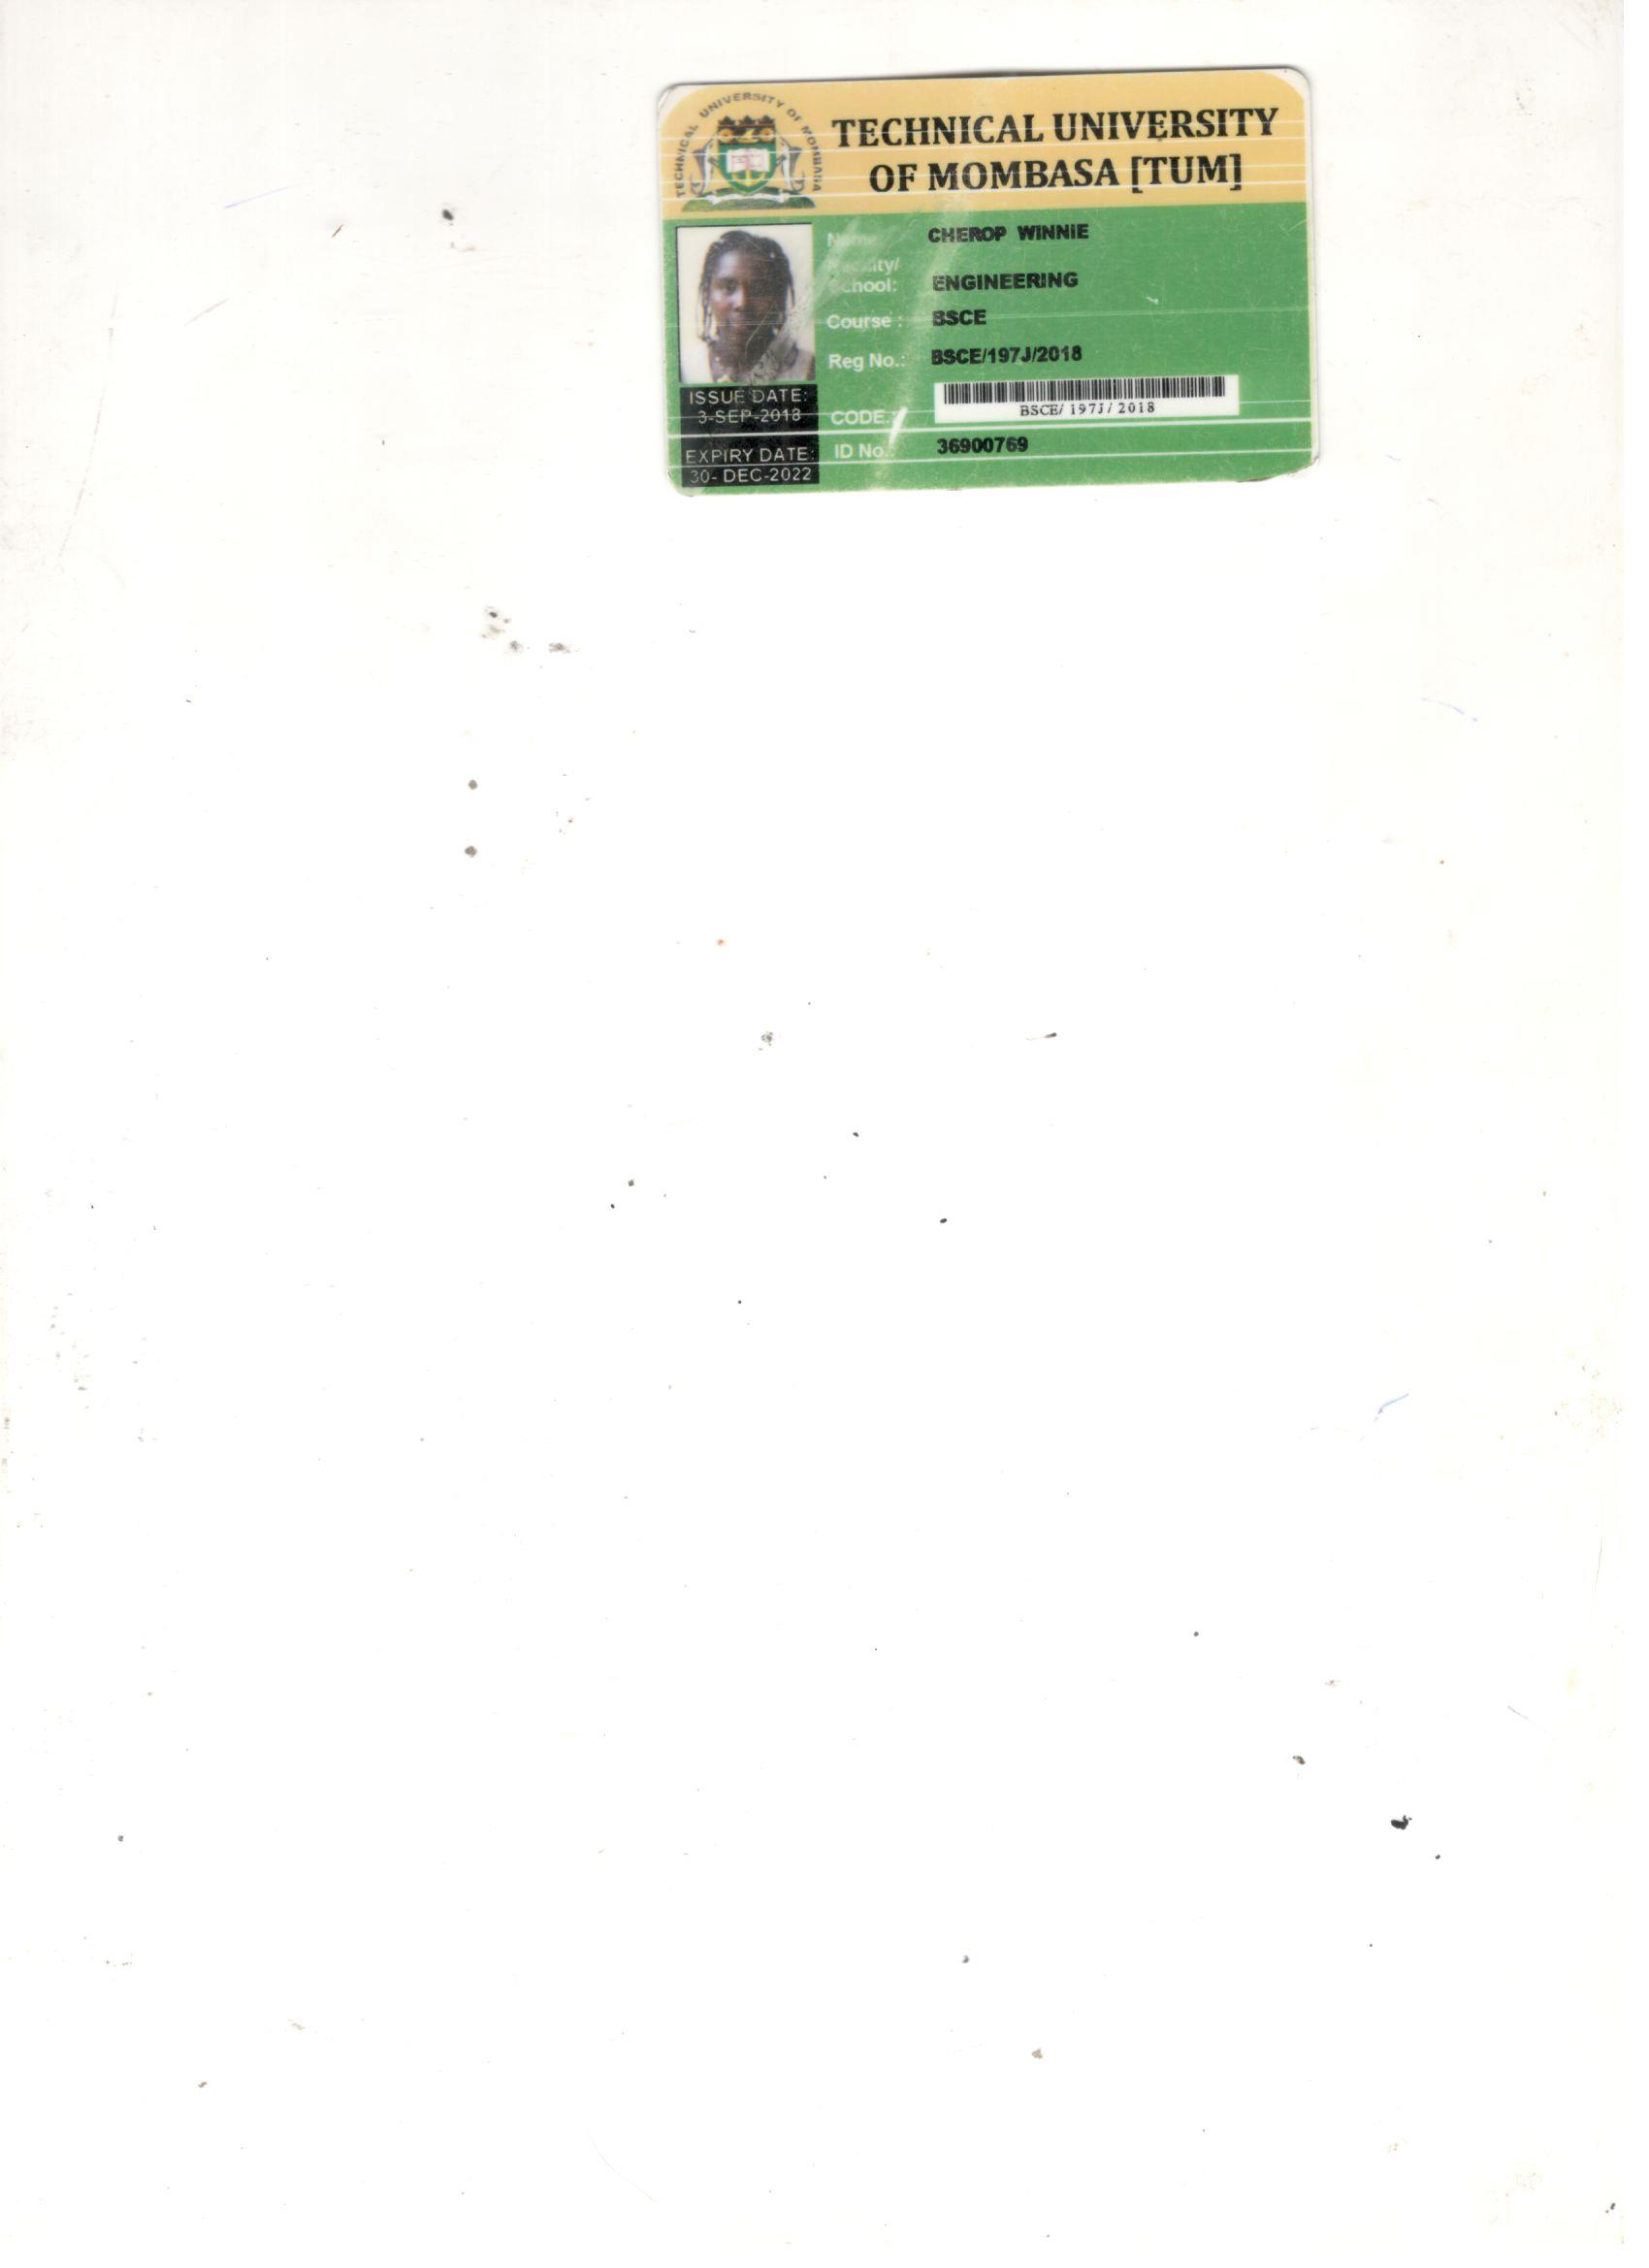 TECHNICAL UNIVERSITY OF MOMBASA
TECHNICAL UNIVERSITY
OF MOMBASA [TUM]
Name: CHEROP WINNIE
Faculty/
School: ENGINEERING
Course : BSCE
Reg No.: BSCE/197J/2018
CODE.:
BSCE/ 197J/ 2018
ID No.: 36900769
ISSUE DATE:
3-SEP-2018
EXPIRY DATE:
30- DEC-2022